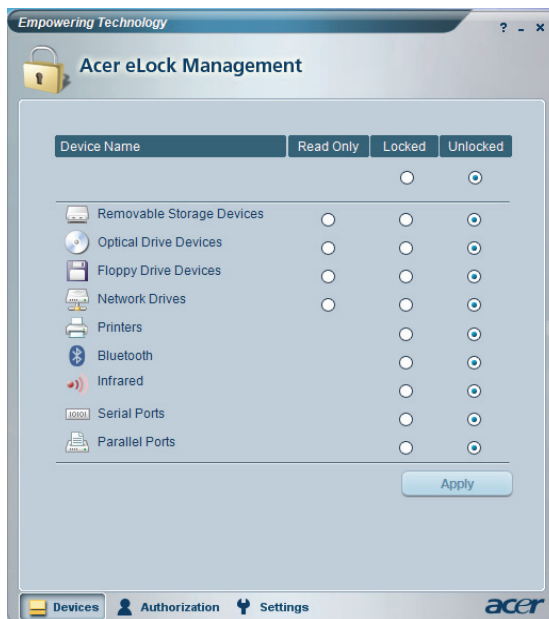 Empowering Technology
? - ×
Acer eLock Management
Device Name Read Only Locked Unlocked
Removable Storage Devices
Optical Drive Devices
Floppy Drive Devices
Network Drives
Printers
Bluetooth
Infrared
10101 Serial Ports
Parallel Ports
Apply
Devices Authorization Settings acer